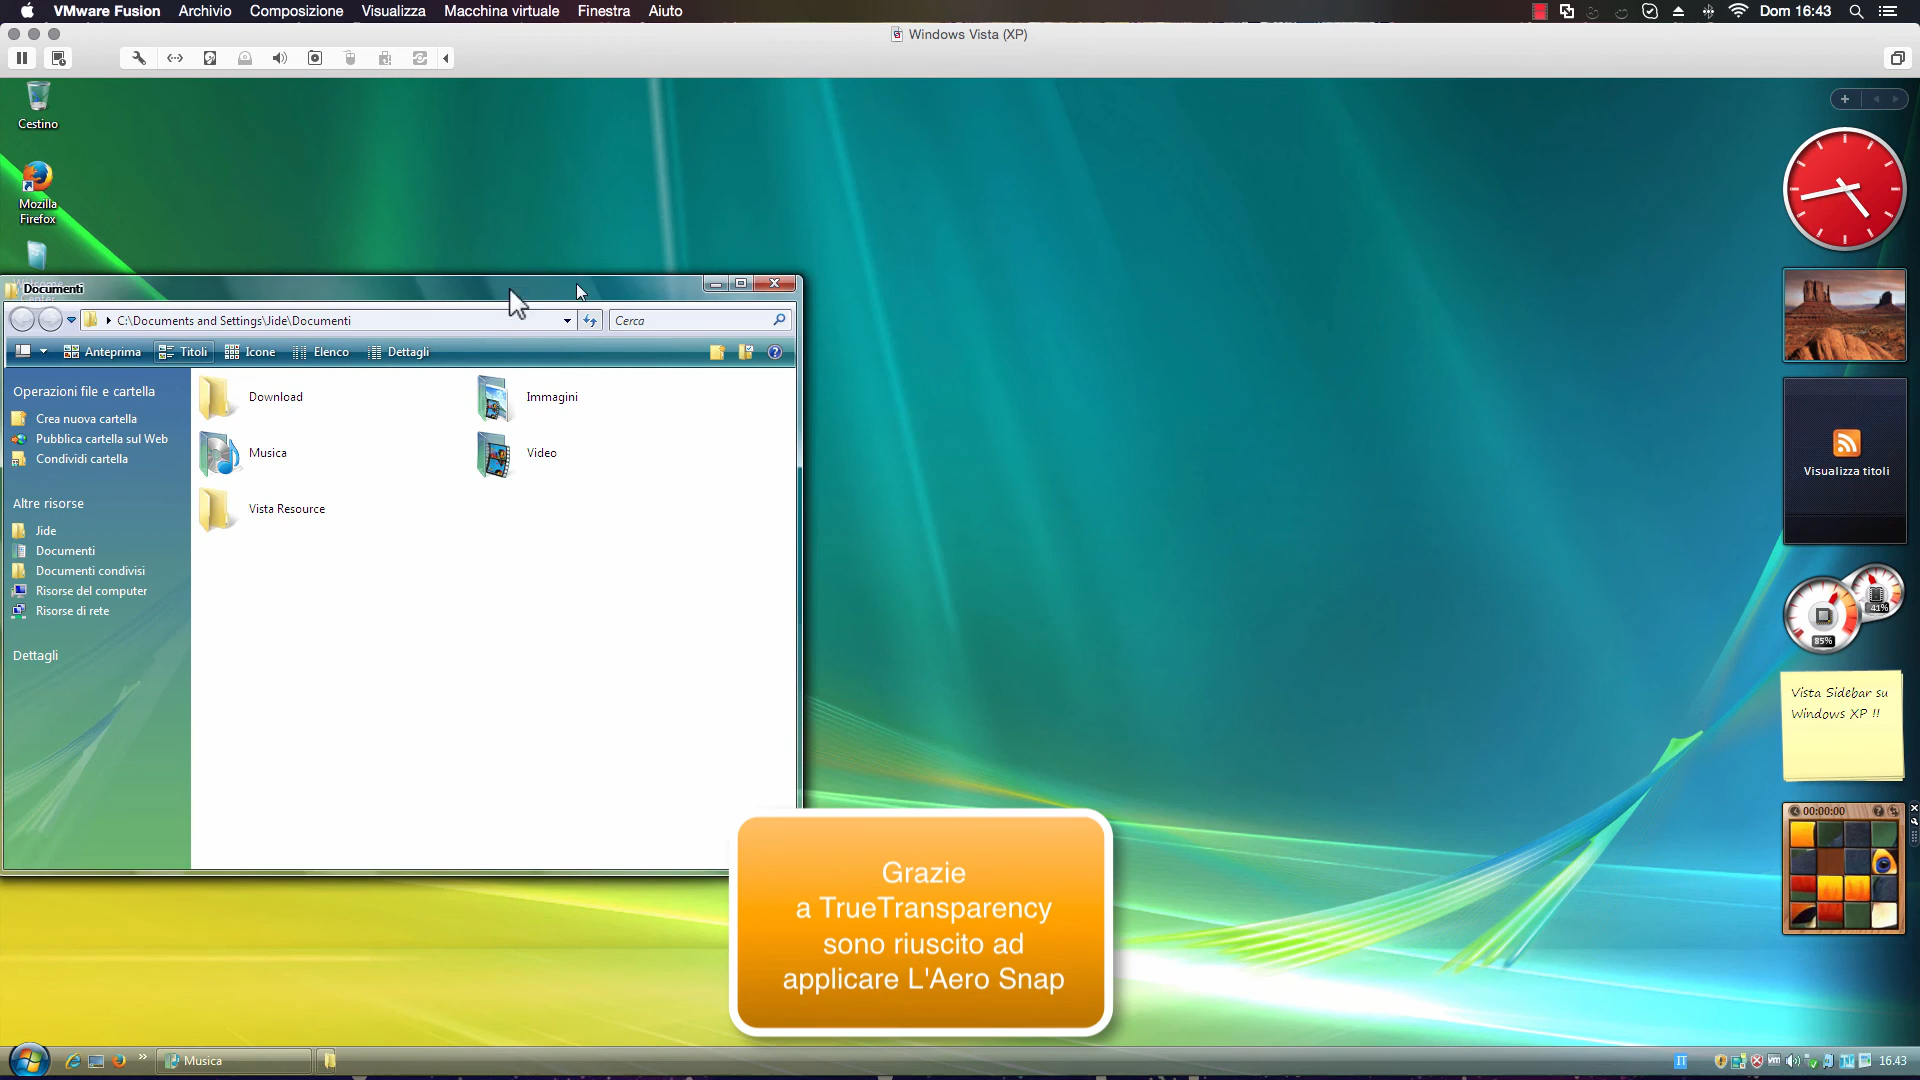 VMware Fusion Archivio Composizione Visualizza Macchina virtuale Finestra Aiuto Dom 16:43
Windows Vista (XP)
Cestino
Mozilla
Firefox
Documenti
C:\Documents and Settings\Jide\Documenti
Cerca
Anteprima Titoli Icone Elenco Dettagli
Operazioni file e cartella
Crea nuova cartella
Pubblica cartella sul Web
Condividi cartella
Altre risorse
Jide
Documenti
Documenti condivisi
Risorse del computer
Risorse di rete
Dettagli
Download
Immagini
Musica
Video
Vista Resource
Visualizza titoli
41%
85%
Vista Sidebar su
Windows XP !!
00:00:00
Grazie
a TrueTransparency
sono riuscito ad
applicare L'Aero Snap
Musica
IT
16.43